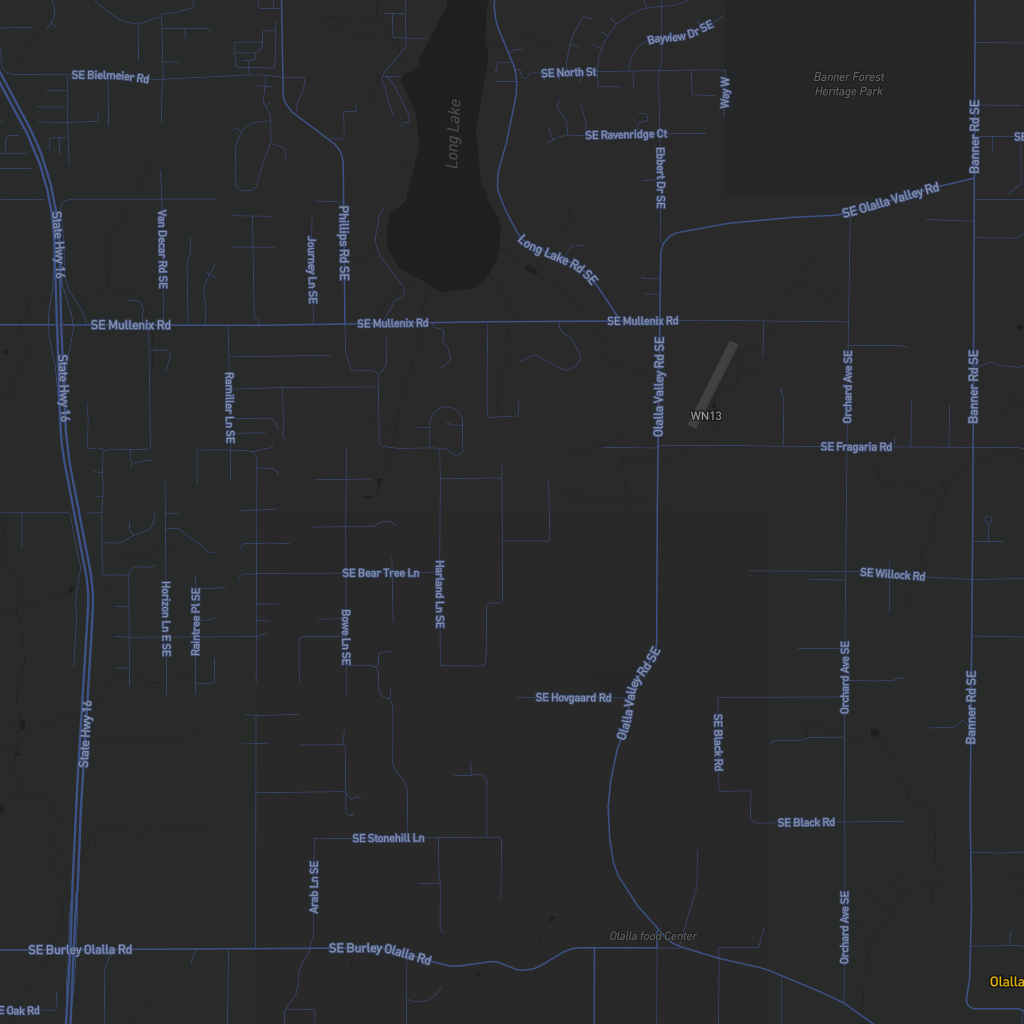 Bayview Dr SE
SE Bielmeier Rd
SE North St
Banner Forest
Heritage Park
Way W
Long Lake
SE Ravenridge Ct
Banner Rd SE
Ebbert Dr SE
SE Olalla Valley Rd
State Hwy 16
Van Decar Rd SE
Journey Ln SE
Phillips Rd SE
Long Lake Rd SE
SE Mullenix Rd
SE Mullenix Rd
SE Mullenix Rd
State Hwy 16
Ramiller Ln SE
Olalla Valley Rd SE
WN13
Orchard Ave SE
Banner Rd SE
SE Fragaria Rd
SE Bear Tree Ln
Harland Ln SE
SE Willock Rd
Horizon Ln E SE
Raintree Pl SE
Bowe Ln SE
Olalla Valley Rd SE
Orchard Ave SE
SE Hovgaard Rd
State Hwy 16
SE Black Rd
Banner Rd SE
SE Black Rd
SE Stonehill Ln
Arab Ln SE
Orchard Ave SE
Olalla food Center
SE Burley Olalla Rd
SE Burley Olalla Rd
Olalla
E Oak Rd